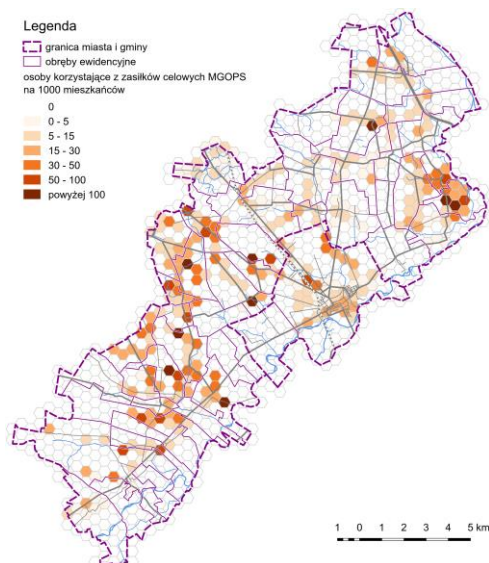 Legenda
granica miasta i gminy
obręby ewidencyjne
osoby korzystające z zasiłków celowych MGOPS
na 1000 mieszkańców
0
0 - 5
5 - 15
15 - 30
30 - 50
50 - 100
powyżej 100
1 0 1 2 3 4 5 km